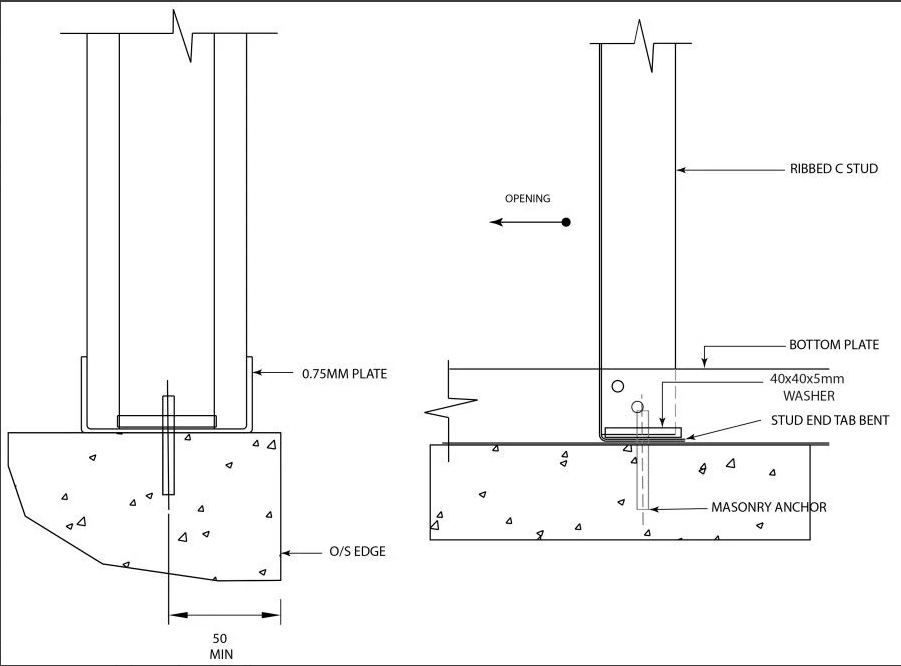 RIBBED C STUD
OPENING
BOTTOM PLATE
0.75MM PLATE
40x40x5mm
WASHER
STUD END TAB BENT
MASONRY ANCHOR
O/S EDGE
50
MIN